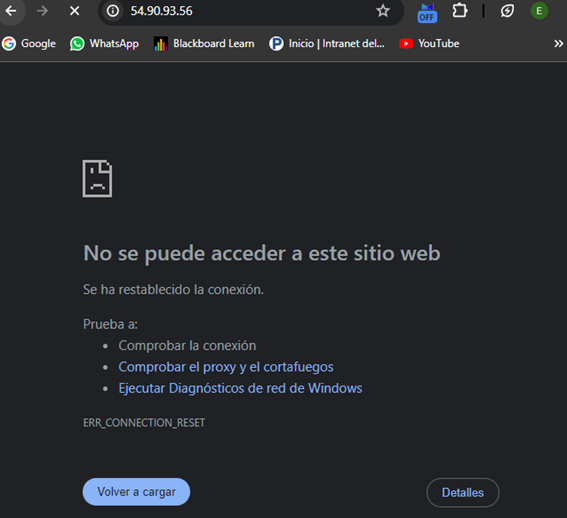 54.90.93.56
OFF
E
Google WhatsApp Blackboard Learn Inicio | Intranet del... YouTube
No se puede acceder a este sitio web
Se ha restablecido la conexión.
Prueba a:
Comprobar la conexión
Comprobar el proxy y el cortafuegos
Ejecutar Diagnósticos de red de Windows
ERR_CONNECTION_RESET
Volver a cargar
Detalles